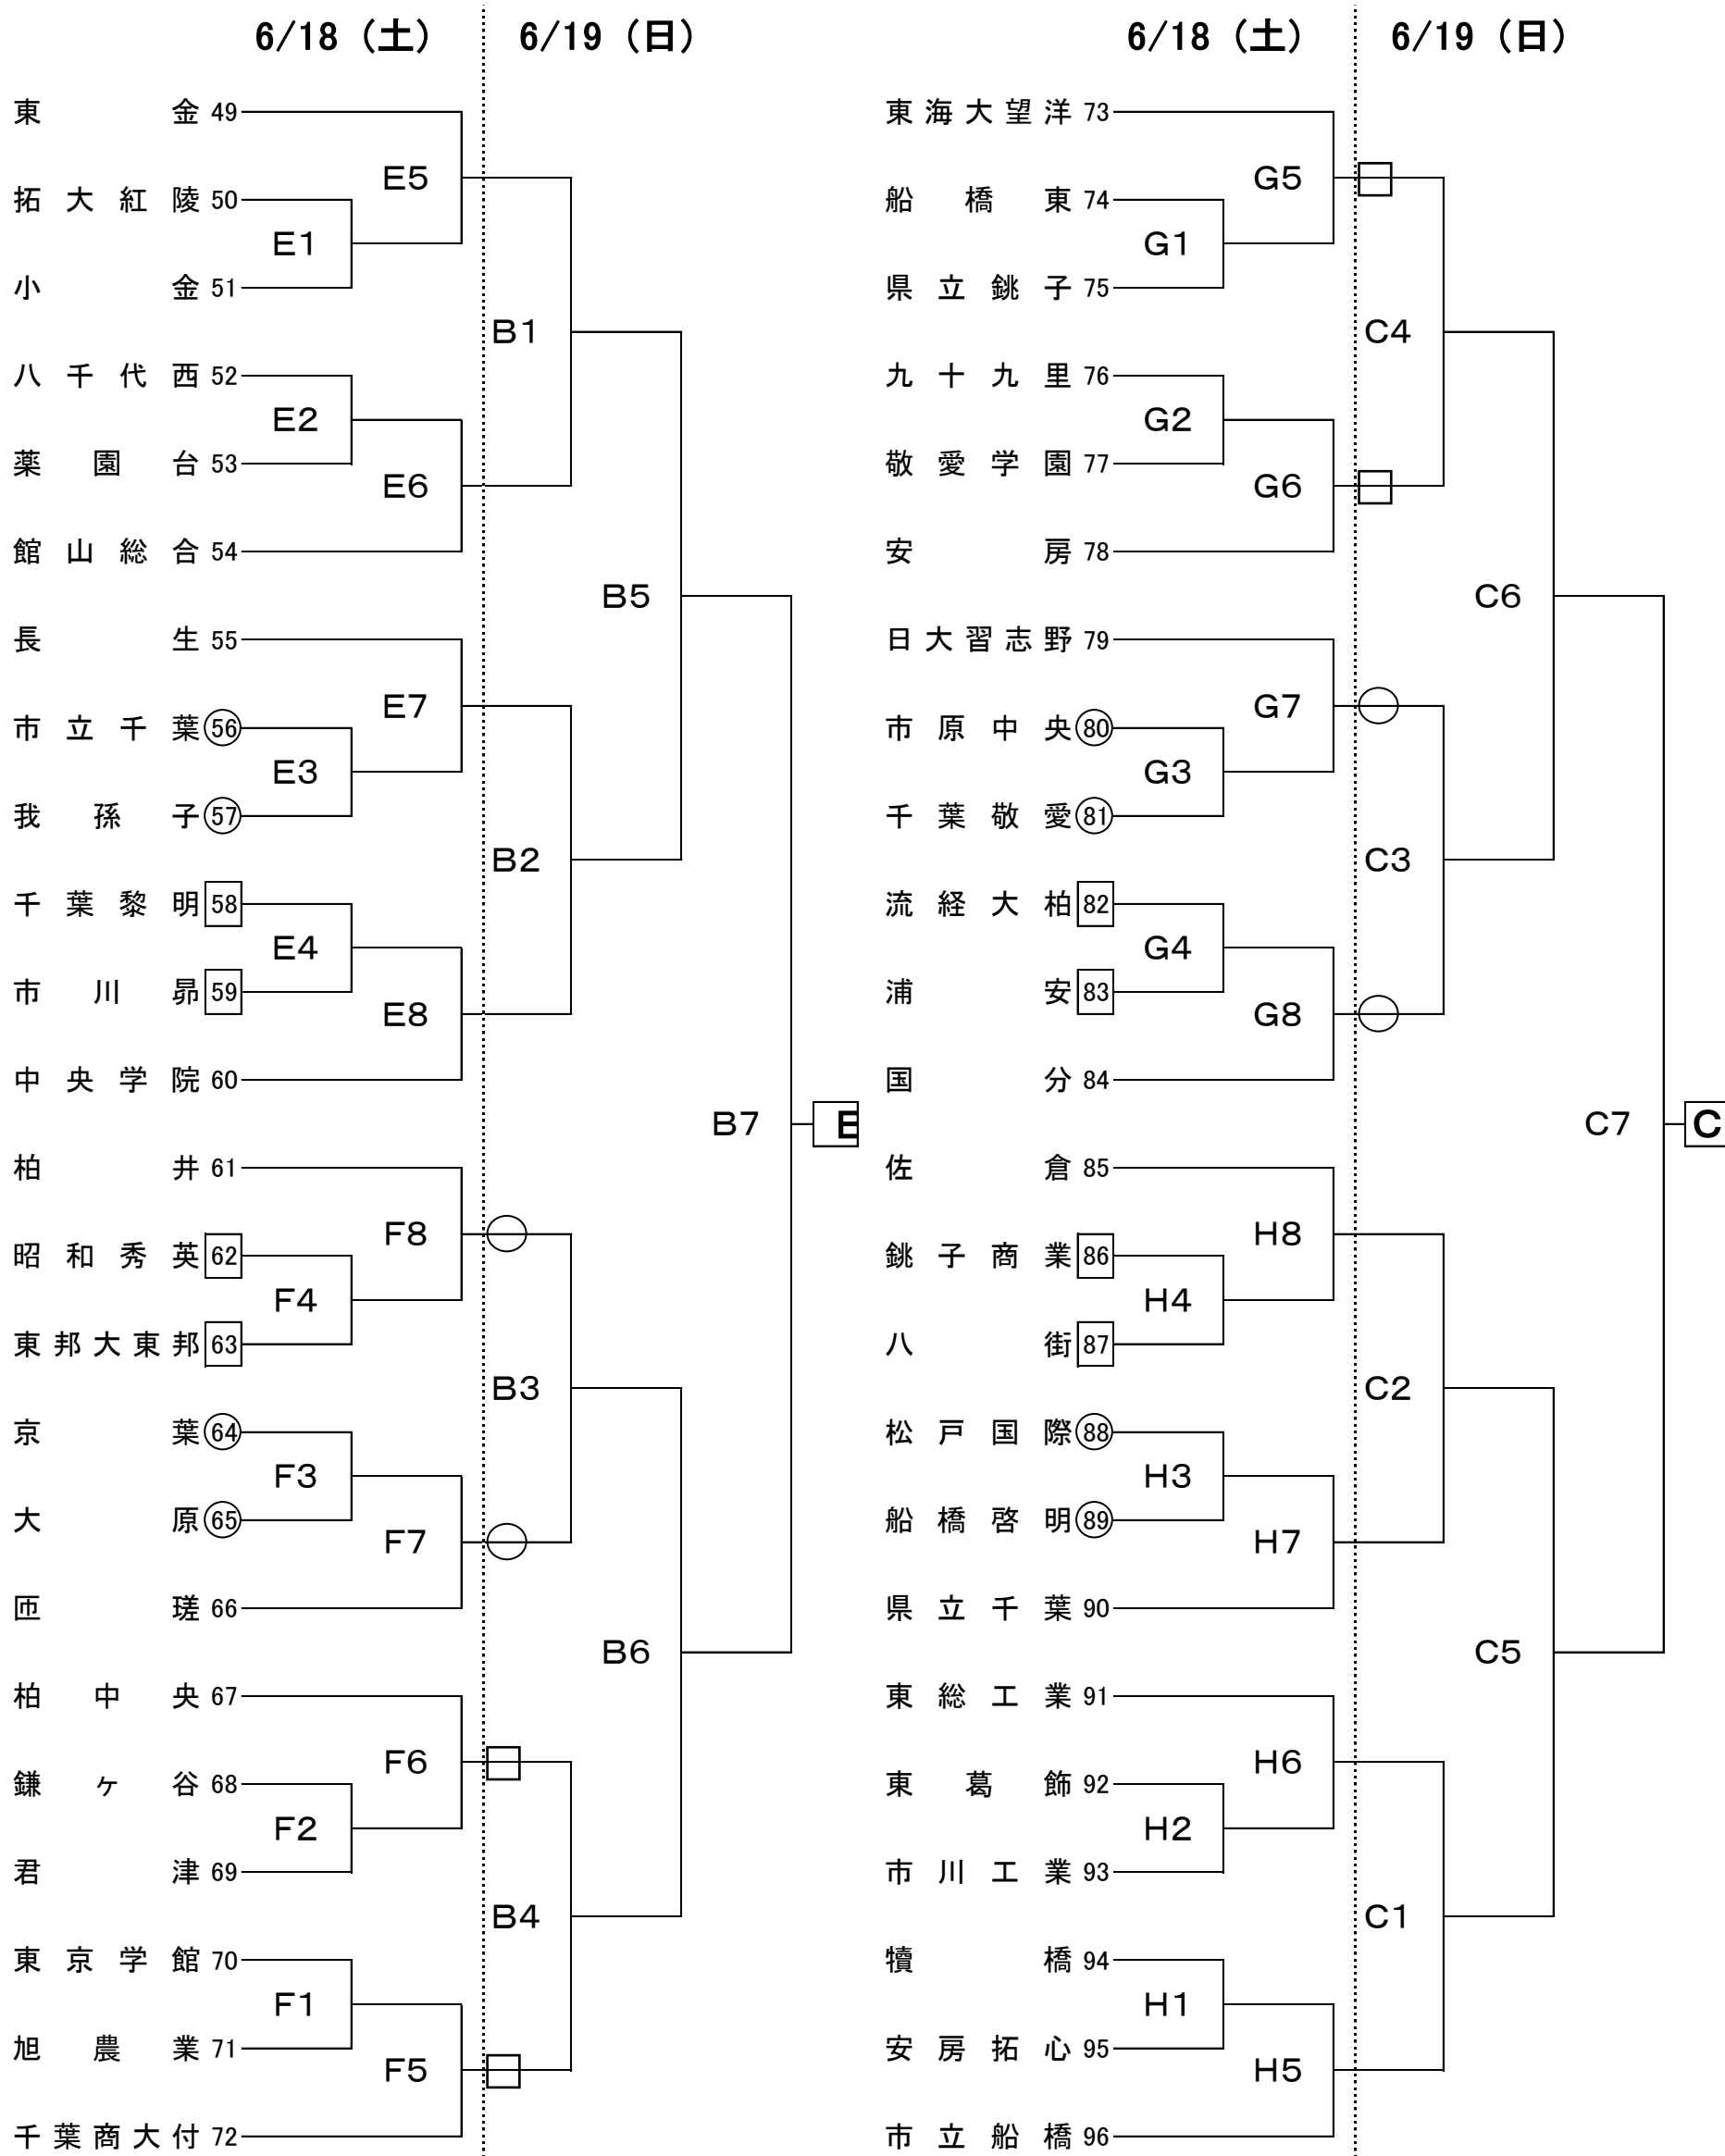 6/18（土） 6/19（日）
東金 49
E5
拓大紅陵 50
E1
小金 51
B1
八千代西 52
E2
薬園台 53
E6
館山総合 54
B5
長生 55
E7
市立千葉 56
E3
我孫子 57
B2
千葉黎明 58
E4
市川昴 59
E8
中央学院 60
B7
柏井 61
F8
昭和秀英 62
F4
東邦大東邦 63
B3
京葉 64
F3
大原 65
F7
匝瑳 66
B6
柏中央 67
F6
鎌ヶ谷 68
F2
君津 69
B4
東京学館 70
F1
旭農業 71
F5
千葉商大付 72
6/18（土） 6/19（日）
東海大望洋 73
G5
船橋東 74
G1
県立銚子 75
C4
九十九里 76
G2
敬愛学園 77
G6
安房 78
C6
日大習志野 79
G7
市原中央 80
G3
千葉敬愛 81
C3
流経大柏 82
G4
浦安 83
G8
国分 84
C7 C
佐倉 85
H8
銚子商業 86
H4
八街 87
C2
松戸国際 88
H3
船橋啓明 89
H7
県立千葉 90
C5
東総工業 91
H6
東葛飾 92
H2
市川工業 93
C1
犢橋 94
H1
安房拓心 95
H5
市立船橋 96